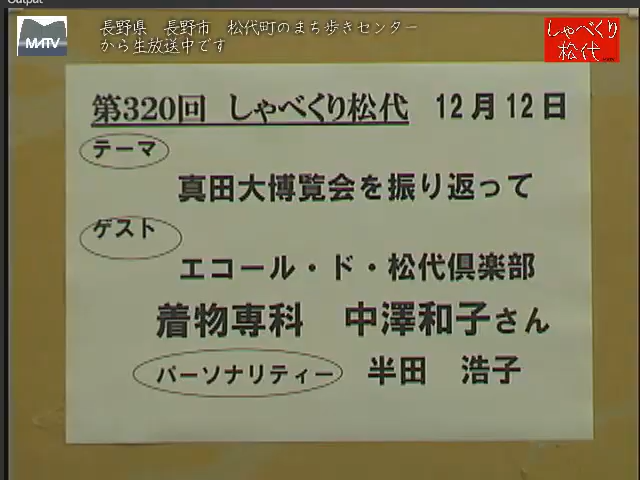 Output
MATV
長野県　長野市　松代町のまち歩きセンター
から生放送中です
しゃべくり
松代
第320回　しゃべくり松代　12月12日
テーマ
真田大博覧会を振り返って
ゲスト
エコール・ド・松代倶楽部
着物専科　中澤和子さん
パーソナリティー　半田　浩子